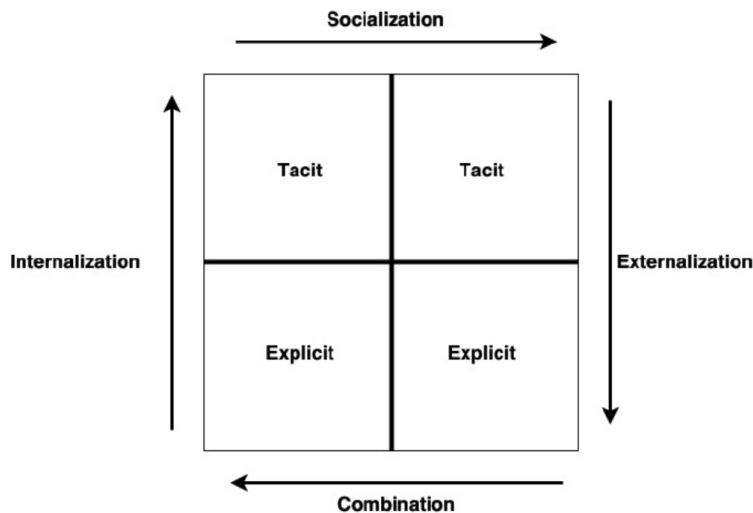 Socialization
Tacit
Tacit
Internalization
Externalization
Explicit
Explicit
Combination